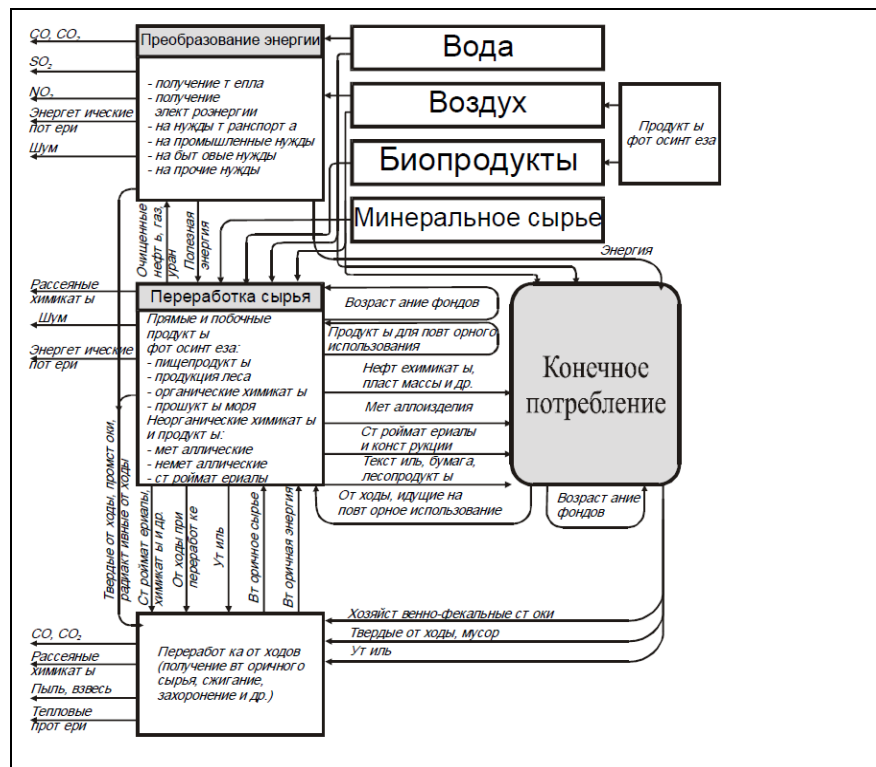 CO, CO₂
SO₂
NO₂
Энергет ические
пот ери
Шум
Преобразование энергии
- получение т епла
- получение
элект роэнергии
- на нужды т ранспорт а
- на промышленные нужды
- на быт овые нужды
- на прочие нужды
Вода
Воздух
Биопродукты
Минеральное сырье
Продукт ы
фот осинт еза
Очищенные
нефт ь, газ,
уран
Полезная
энергия
Энергия
Рассеяные
химикат ы
Шум
Энергет ические
пот ери
Переработка сырья
Прямые и побочные
продукт ы
фот осинт еза:
- пищепродукт ы
- продукция леса
- органические химикат ы
- прошукт ы моря
Неорганических химикат ы
и продукт ы:
- мет аллические
- немет аллические
- ст роймат ериалы
Возраст ание фондов
Продукт ы для повт орного
использования
Нефт ехимикат ы,
пласт массы и др.
Мет аллоизделия
Ст роймат ериалы
и конст рукции
Текст иль, бумага,
лесопродукт ы
От ходы, идущие на
повт орное использование
Конечное
потребление
Возраст ание
фондов
Твердые от ходы, промст оки,
радиакт ивные от ходы
Ст роймат ериалы,
химикат ы и др.
От ходы при
переработ ке
Ут иль
Вт оричное сырье
Вт оричная энергия
Хозяйст венно-фекальные ст оки
Твердые от ходы, мусор
Ут иль
CO, CO₂
Рассеяные
химикат ы
Пыль, взвесь
Тепловые
прот ери
Переработ ка от ходов
(получение вт оричного
сырья, сжигание,
захоронение и др.)